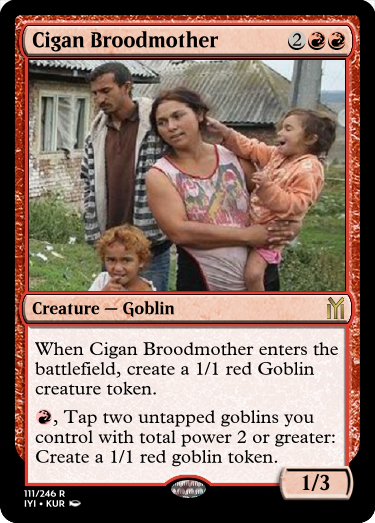 Cigan Broodmother 2
Creature — Goblin
When Cigan Broodmother enters the
battlefield, create a 1/1 red Goblin
creature token.
, Tap two untapped goblins you
control with total power 2 or greater:
Create a 1/1 red goblin token.
1/3
111/246 R
IYI • KUR